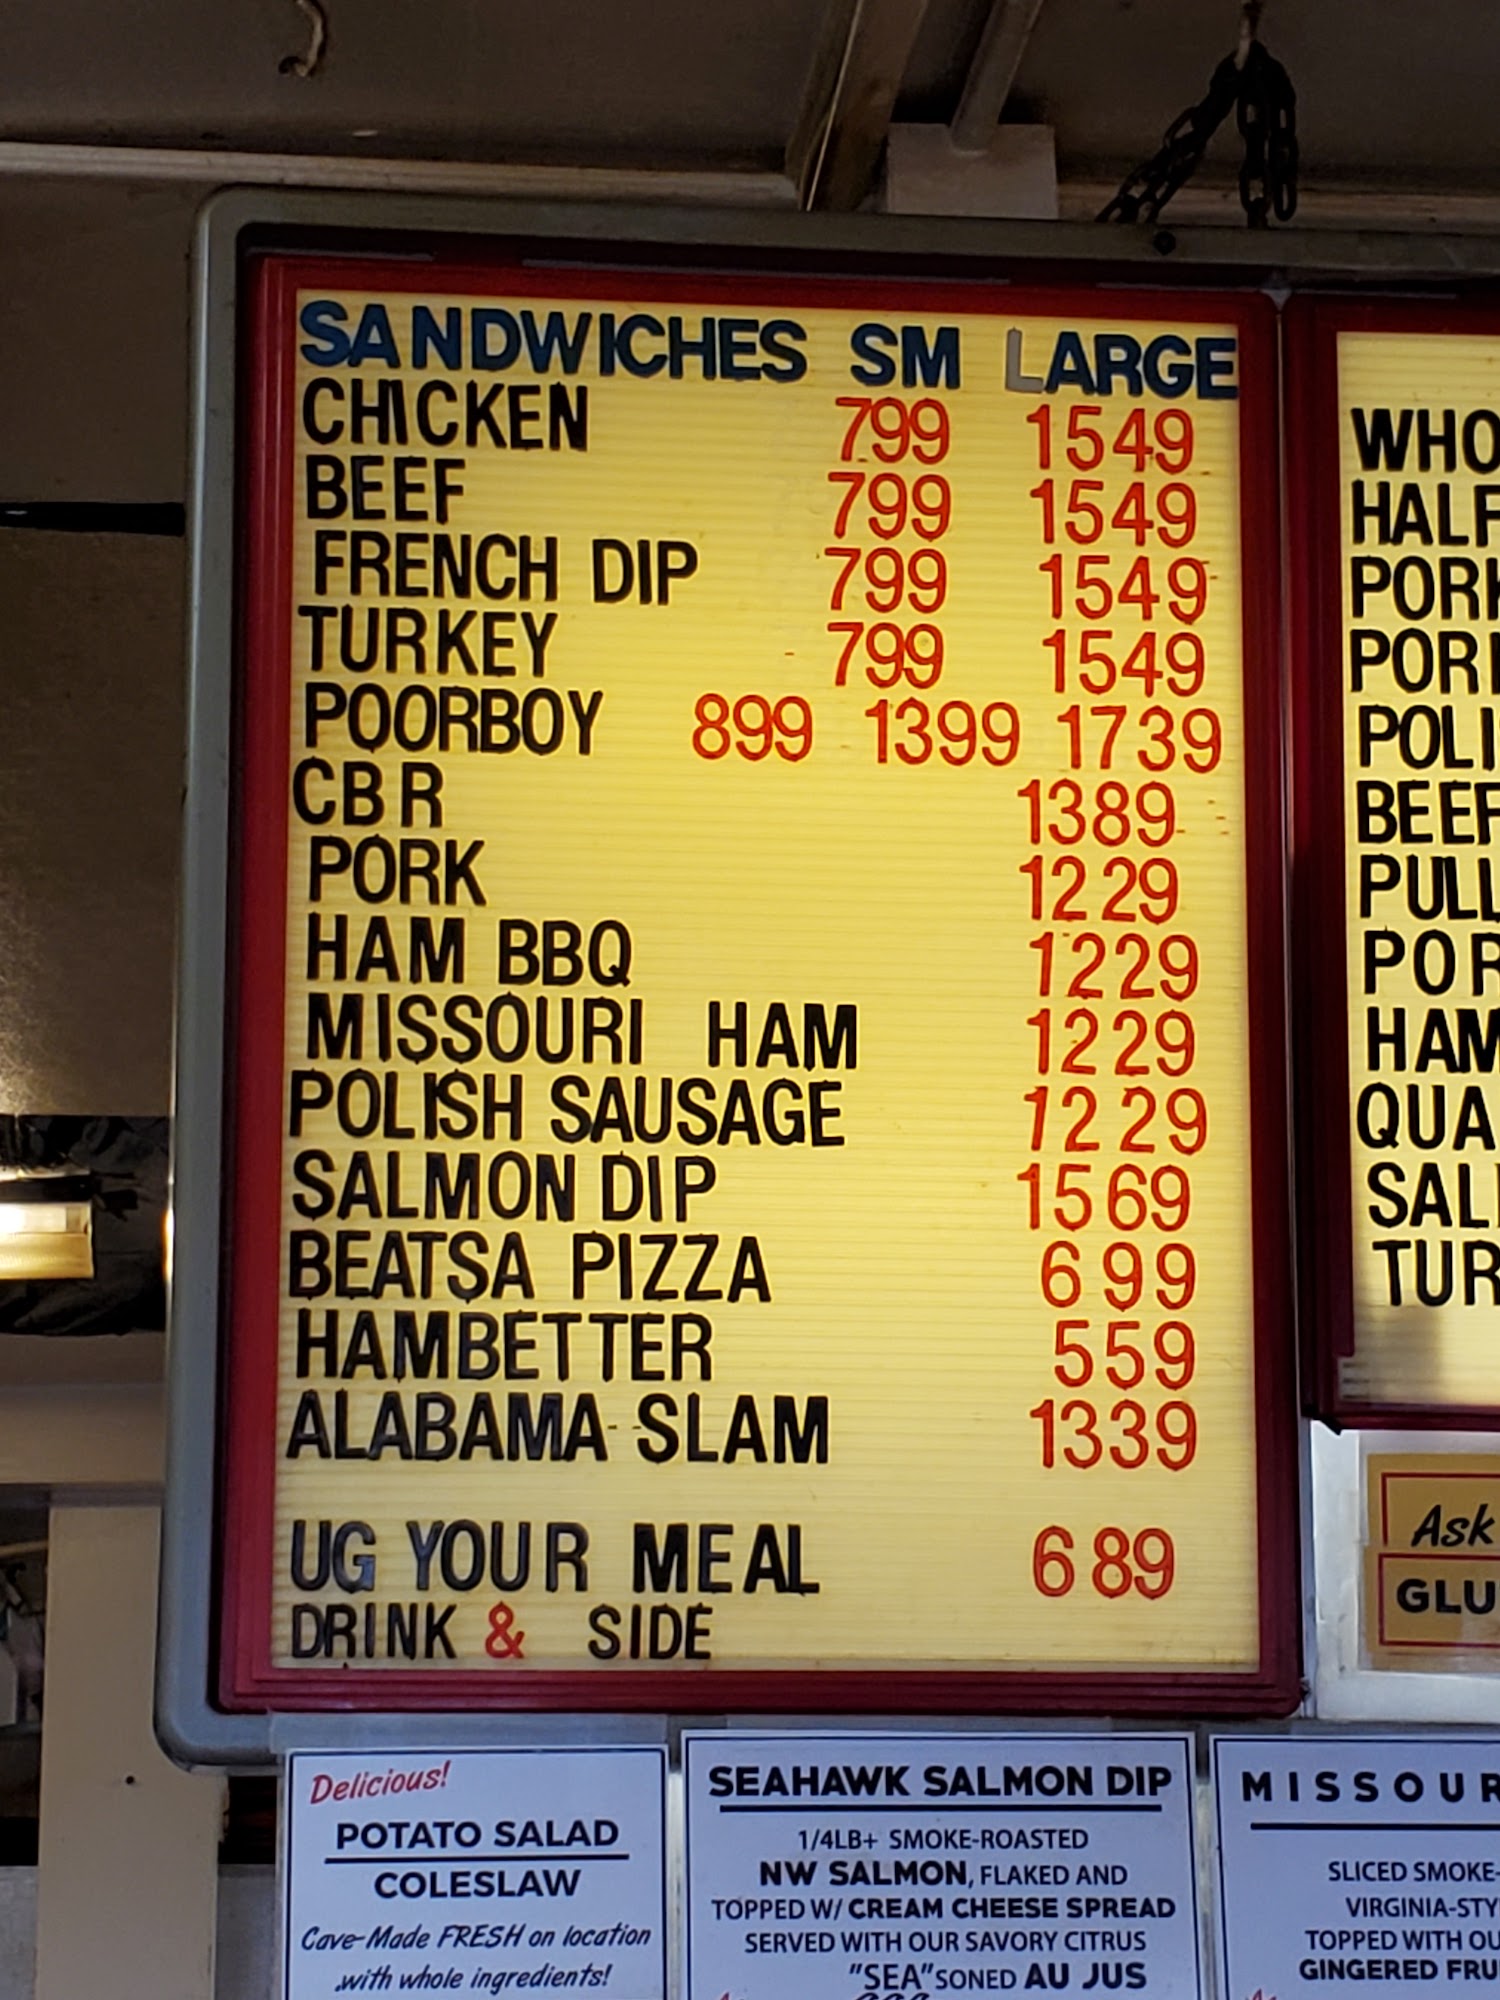 SANDWICHES SM LARGE
CHICKEN 799 1549
BEEF 799 1549
FRENCH DIP 799 1549
TURKEY 799 1549
POORBOY 899 1399 1739
CBR 1389
PORK 1229
HAM BBQ 1229
MISSOURI HAM 1229
POLISH SAUSAGE 1229
SALMON DIP 1569
BEATSA PIZZA 699
HAMBETTER 559
ALABAMA SLAM 1339
UG YOUR MEAL 689
DRINK & SIDE
WHO
HALF
PORK
POR
POLI
BEEF
PULL
POR
HAM
QUA
SAL
TUR
Ask
GLU
Delicious!
POTATO SALAD
COLESLAW
Cave-Made FRESH on location
with whole ingredients!
SEAHAWK SALMON DIP
1/4LB+ SMOKE-ROASTED
NW SALMON, FLAKED AND
TOPPED W/ CREAM CHEESE SPREAD
SERVED WITH OUR SAVORY CITRUS
"SEA"SONED AU JUS
MISSOUR
SLICED SMOKE-
VIRGINIA-STY
TOPPED WITH OU
GINGERED FRU